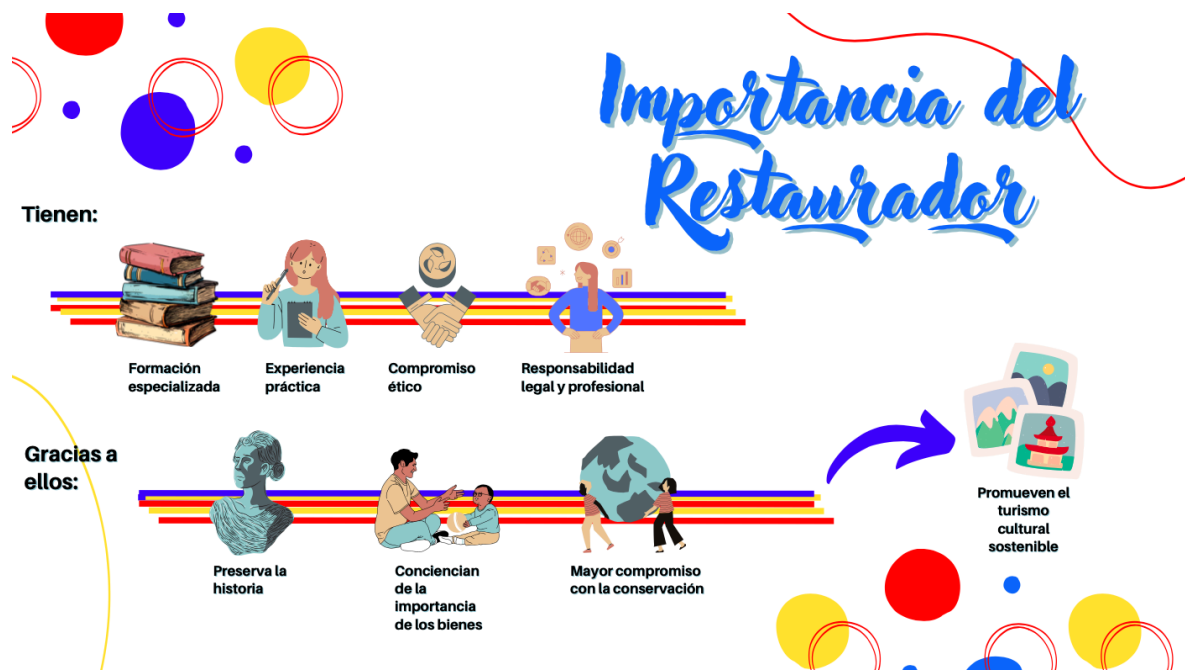 Importancia del
Restaurador
Tienen:
Formación
especializada
Experiencia
práctica
Compromiso
ético
Responsabilidad
legal y profesional
Gracias a
ellos:
Preserva la
historia
Conciencian
de la
importancia
de los bienes
Mayor compromiso
con la conservación
Promueven el
turismo
cultural
sostenible